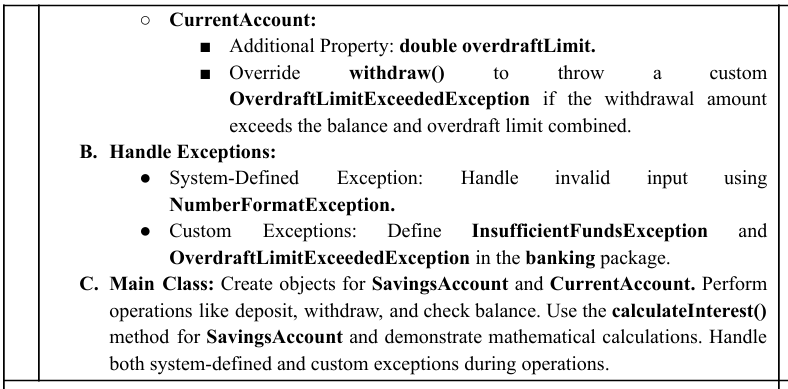 ○ CurrentAccount:
■ Additional Property: double overdraftLimit.
■ Override withdraw() to throw a custom
OverdraftLimitExceededException if the withdrawal amount
exceeds the balance and overdraft limit combined.
B. Handle Exceptions:
● System-Defined Exception: Handle invalid input using
NumberFormatException.
● Custom Exceptions: Define InsufficientFundsException and
OverdraftLimitExceededException in the banking package.
C. Main Class: Create objects for SavingsAccount and CurrentAccount. Perform
operations like deposit, withdraw, and check balance. Use the calculateInterest()
method for SavingsAccount and demonstrate mathematical calculations. Handle
both system-defined and custom exceptions during operations.